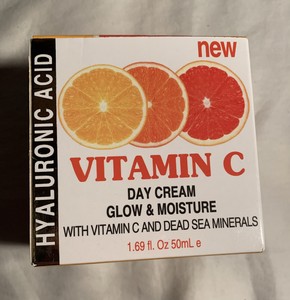 new
HYALURONIC ACID
VITAMIN C
DAY CREAM
GLOW & MOISTURE
WITH VITAMIN C AND DEAD SEA MINERALS
1.69 fl. Oz 50mL e